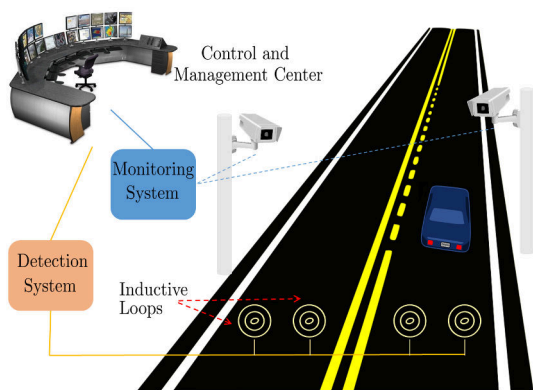 Control and
Management Center
Monitoring
System
Detection
System
Inductive
Loops